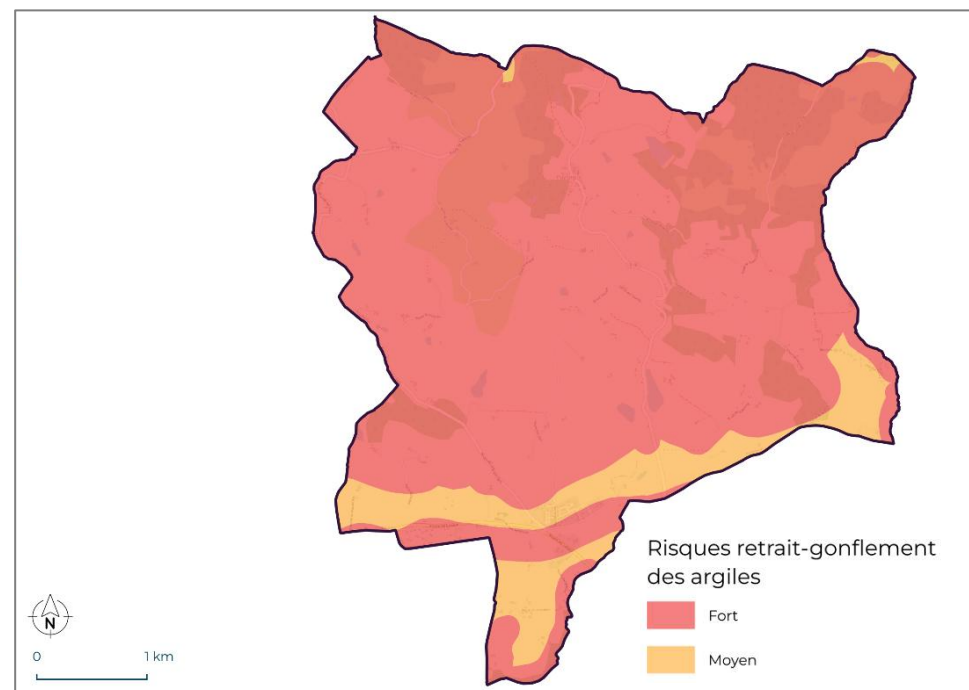 Risques retrait-gonflement
des argiles
Fort
Moyen
N
0 1 km